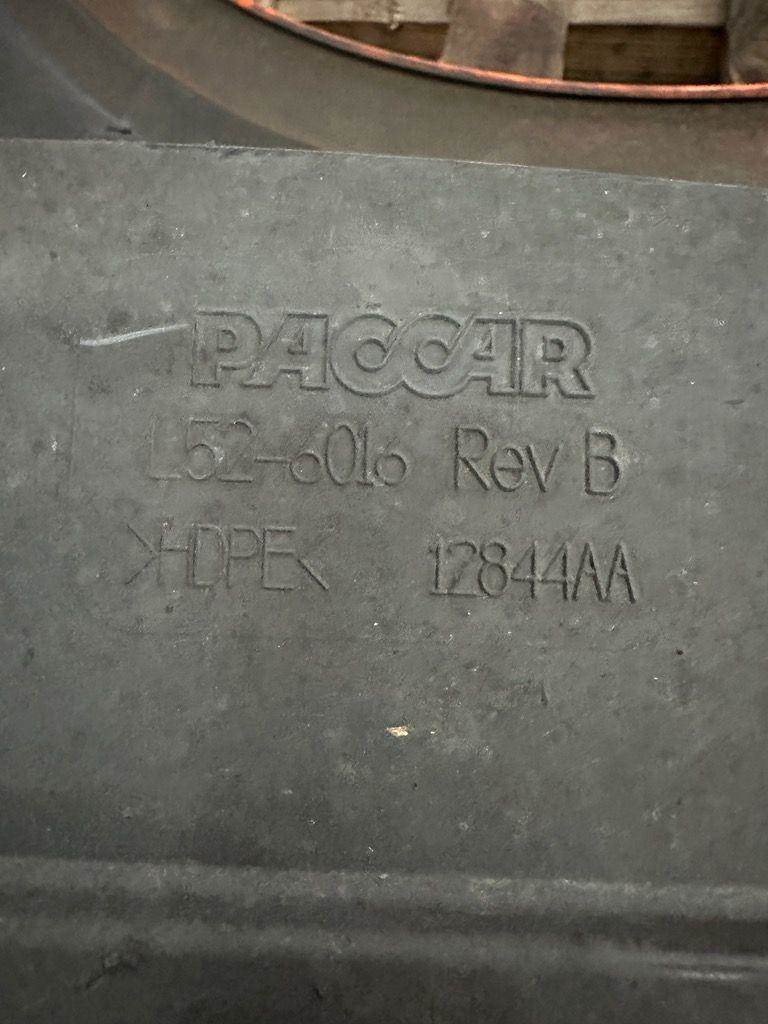 PACCAR
L52-6016 Rev B
>HDPE<
12844AA